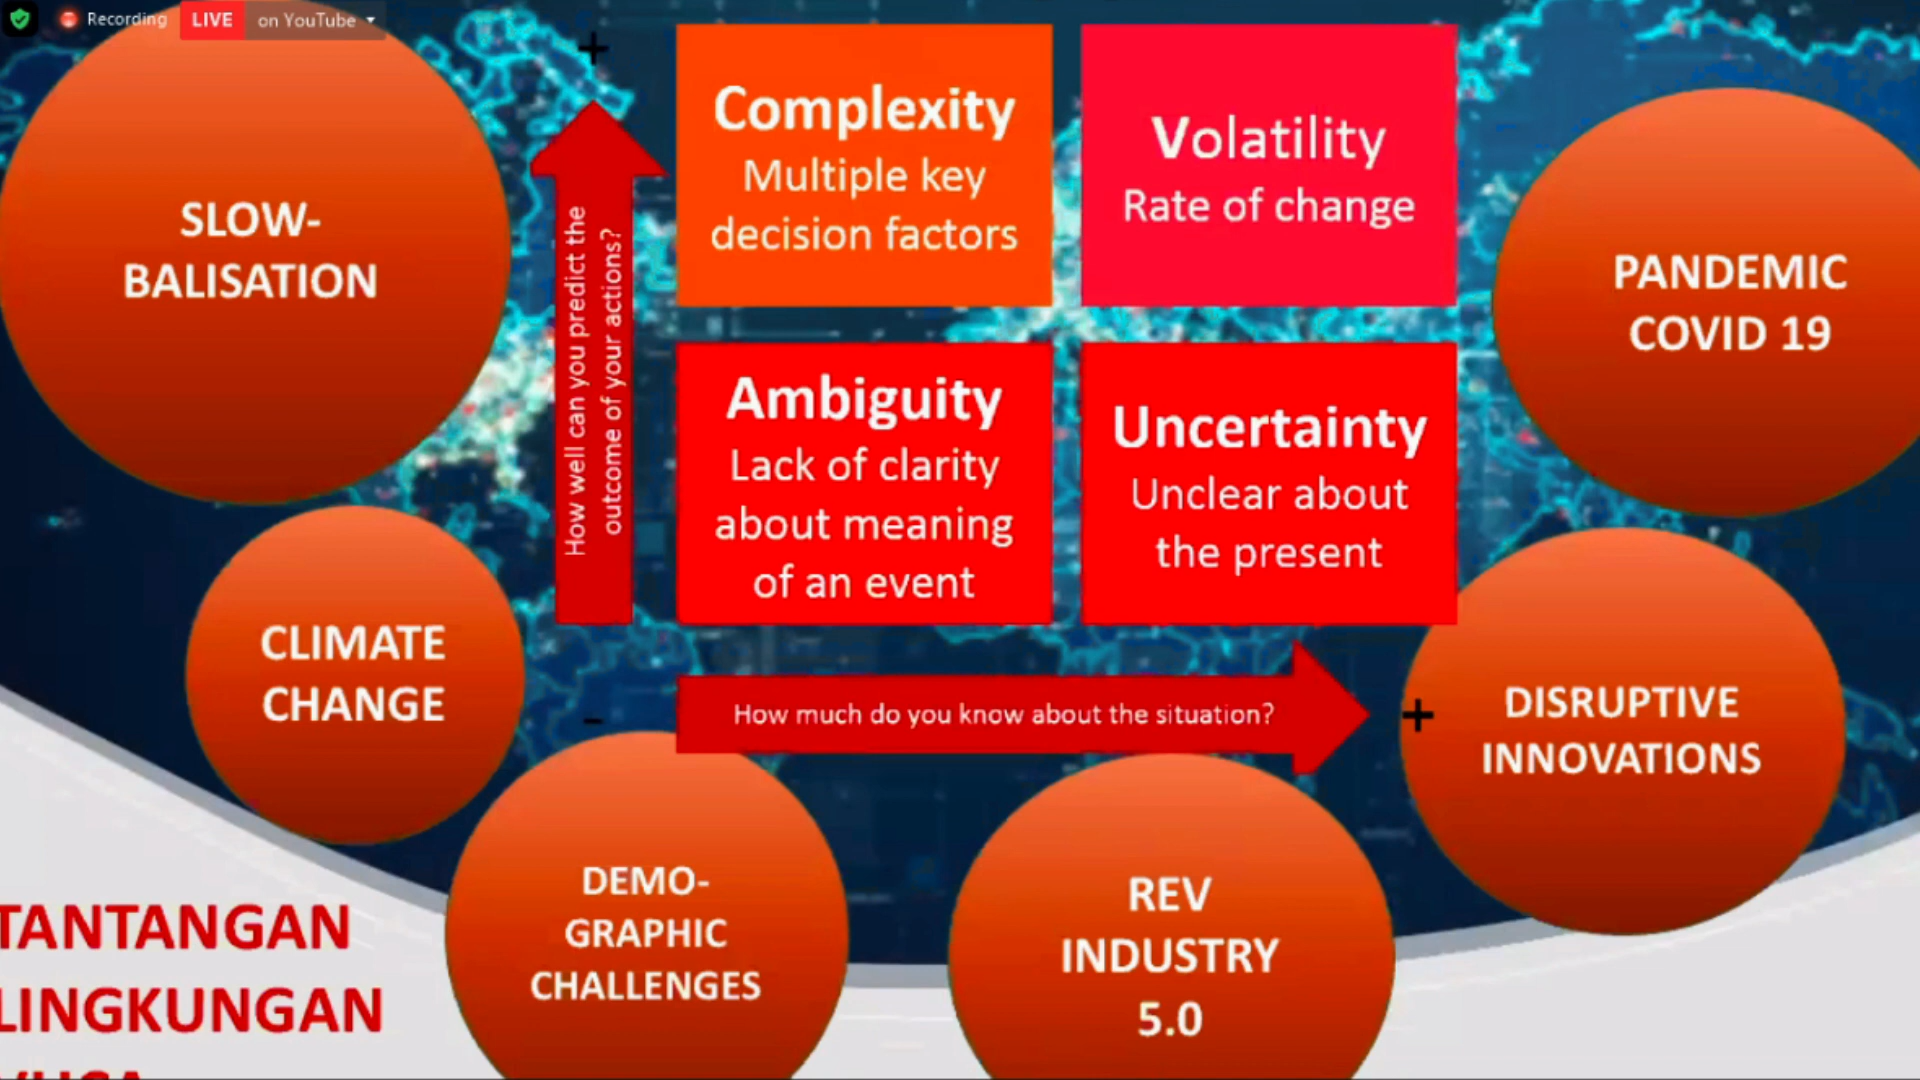 Recording LIVE on YouTube
+
SLOW-
BALISATION
How well can you predict the
outcome of your actions?
Complexity
Multiple key
decision factors
Volatility
Rate of change
Ambiguity
Lack of clarity
about meaning
of an event
Uncertainty
Unclear about
the present
PANDEMIC
COVID 19
CLIMATE
CHANGE
-
How much do you know about the situation?
+
DISRUPTIVE
INNOVATIONS
DEMO-
GRAPHIC
CHALLENGES
REV
INDUSTRY
5.0
TANTANGAN
LINGKUNGAN